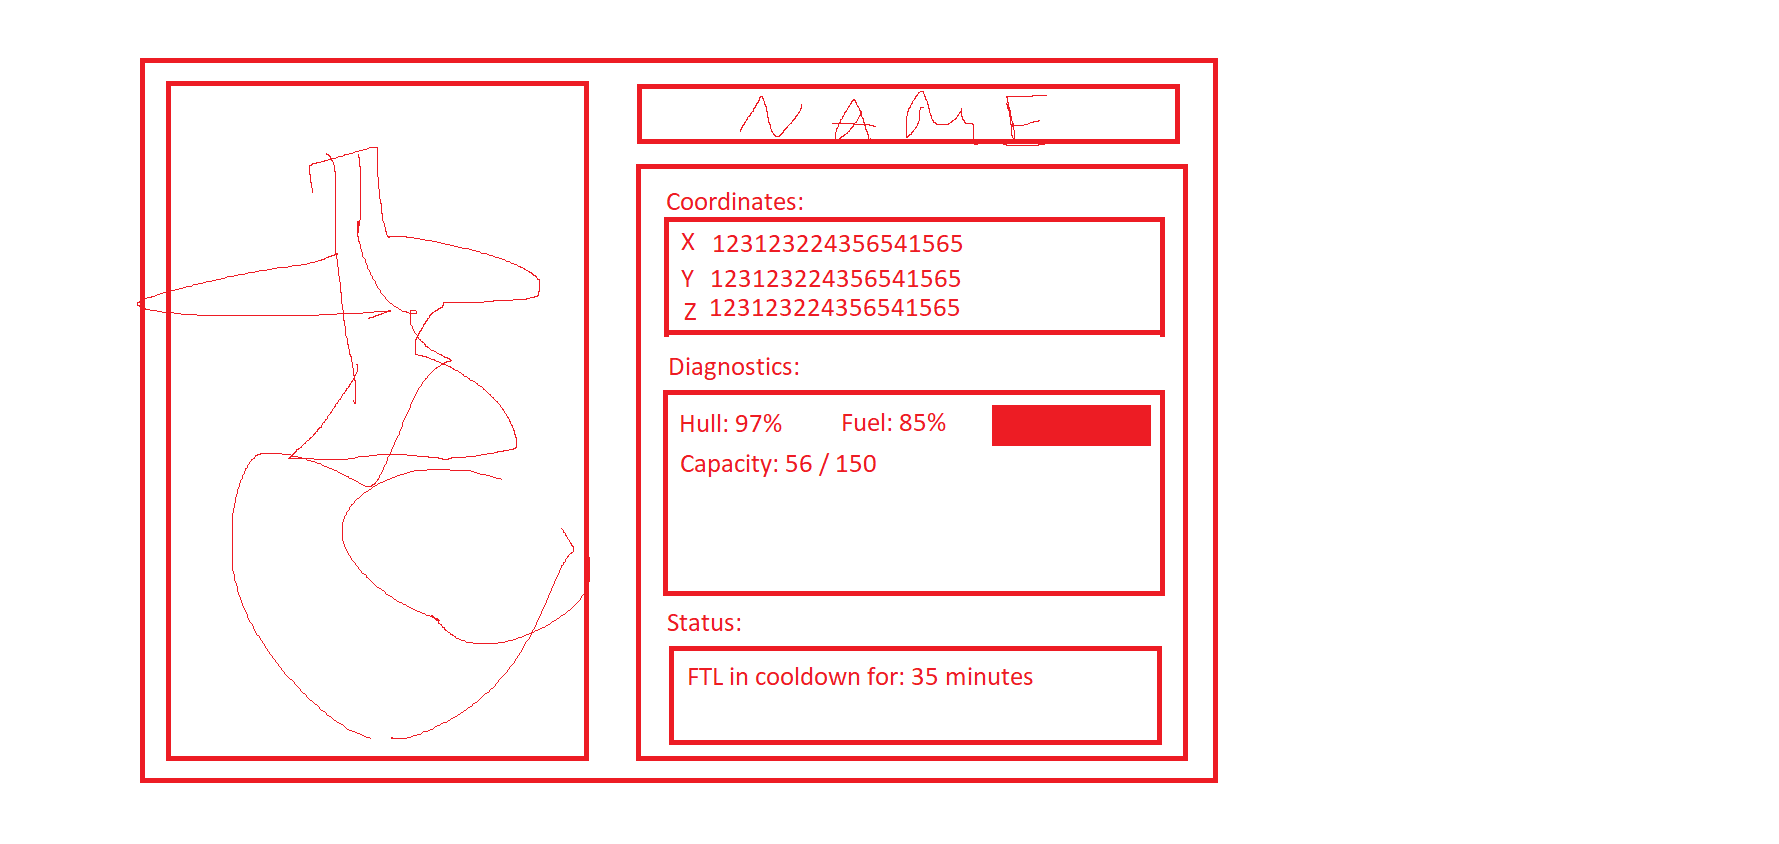 NAME
Coordinates:
X 123123224356541565
Y 123123224356541565
Z 123123224356541565
Diagnostics:
Hull: 97% Fuel: 85%
Capacity: 56 / 150
Status:
FTL in cooldown for: 35 minutes